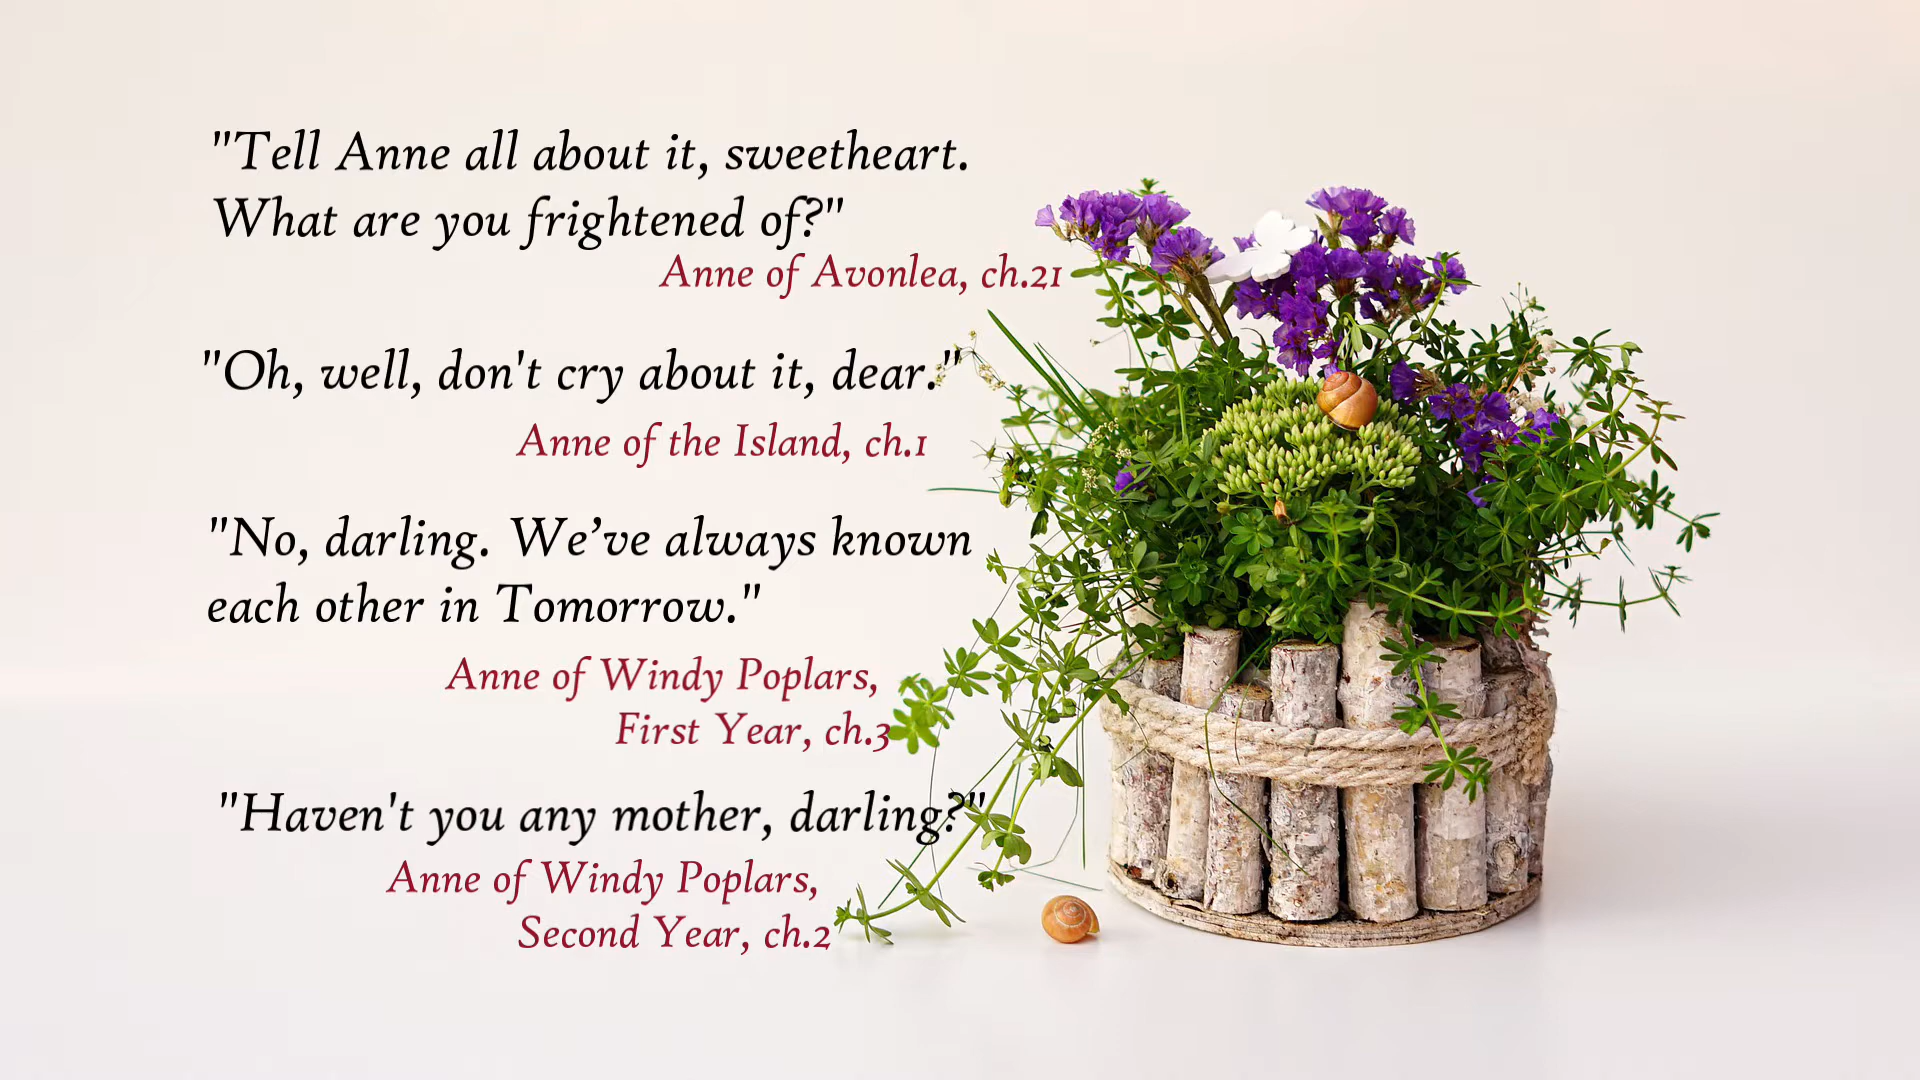 "Tell Anne all about it, sweetheart.
What are you frightened of?"
Anne of Avonlea, ch.21
"Oh, well, don't cry about it, dear."
Anne of the Island, ch.1
"No, darling. We’ve always known
each other in Tomorrow."
Anne of Windy Poplars,
First Year, ch.3
"Haven't you any mother, darling?"
Anne of Windy Poplars,
Second Year, ch.2